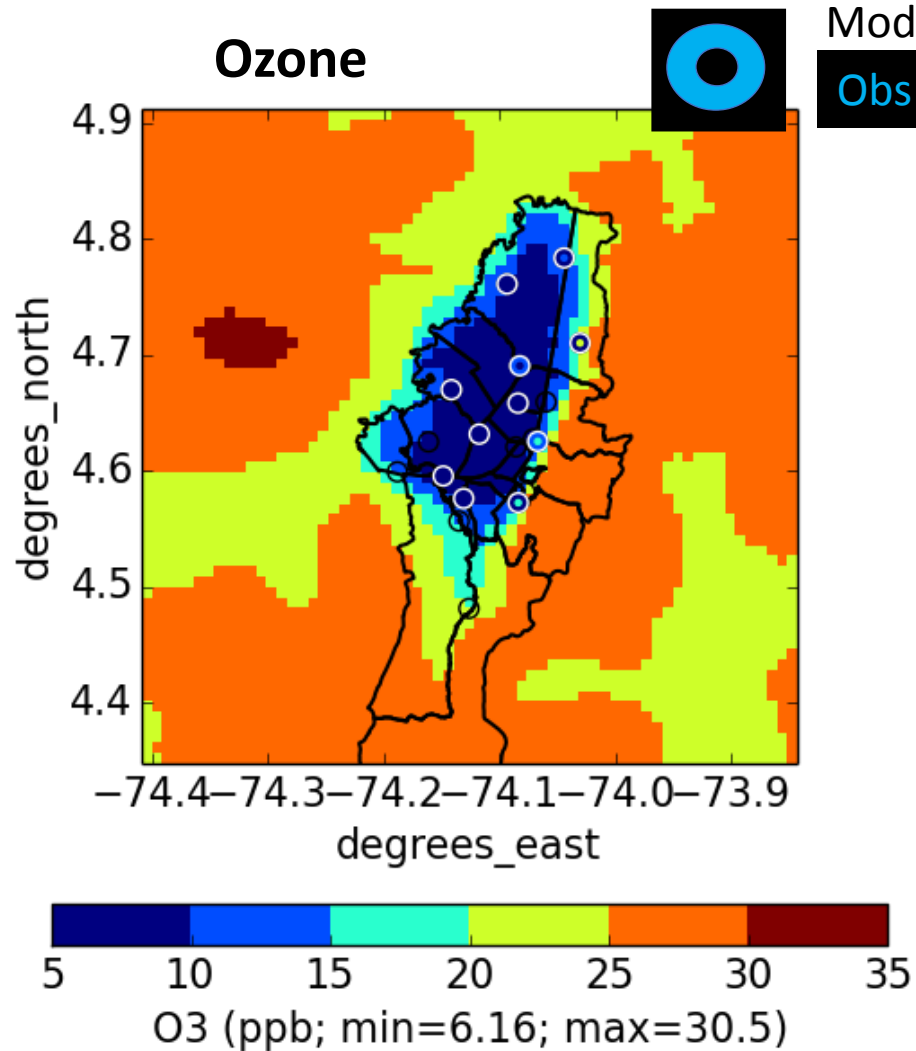 Mod
Ozone
Obs
4.9
4.8
4.7
4.6
4.5
4.4
degrees_north
−74.4 −74.3 −74.2 −74.1 −74.0 −73.9
degrees_east
5 10 15 20 25 30 35
O3 (ppb; min=6.16; max=30.5)